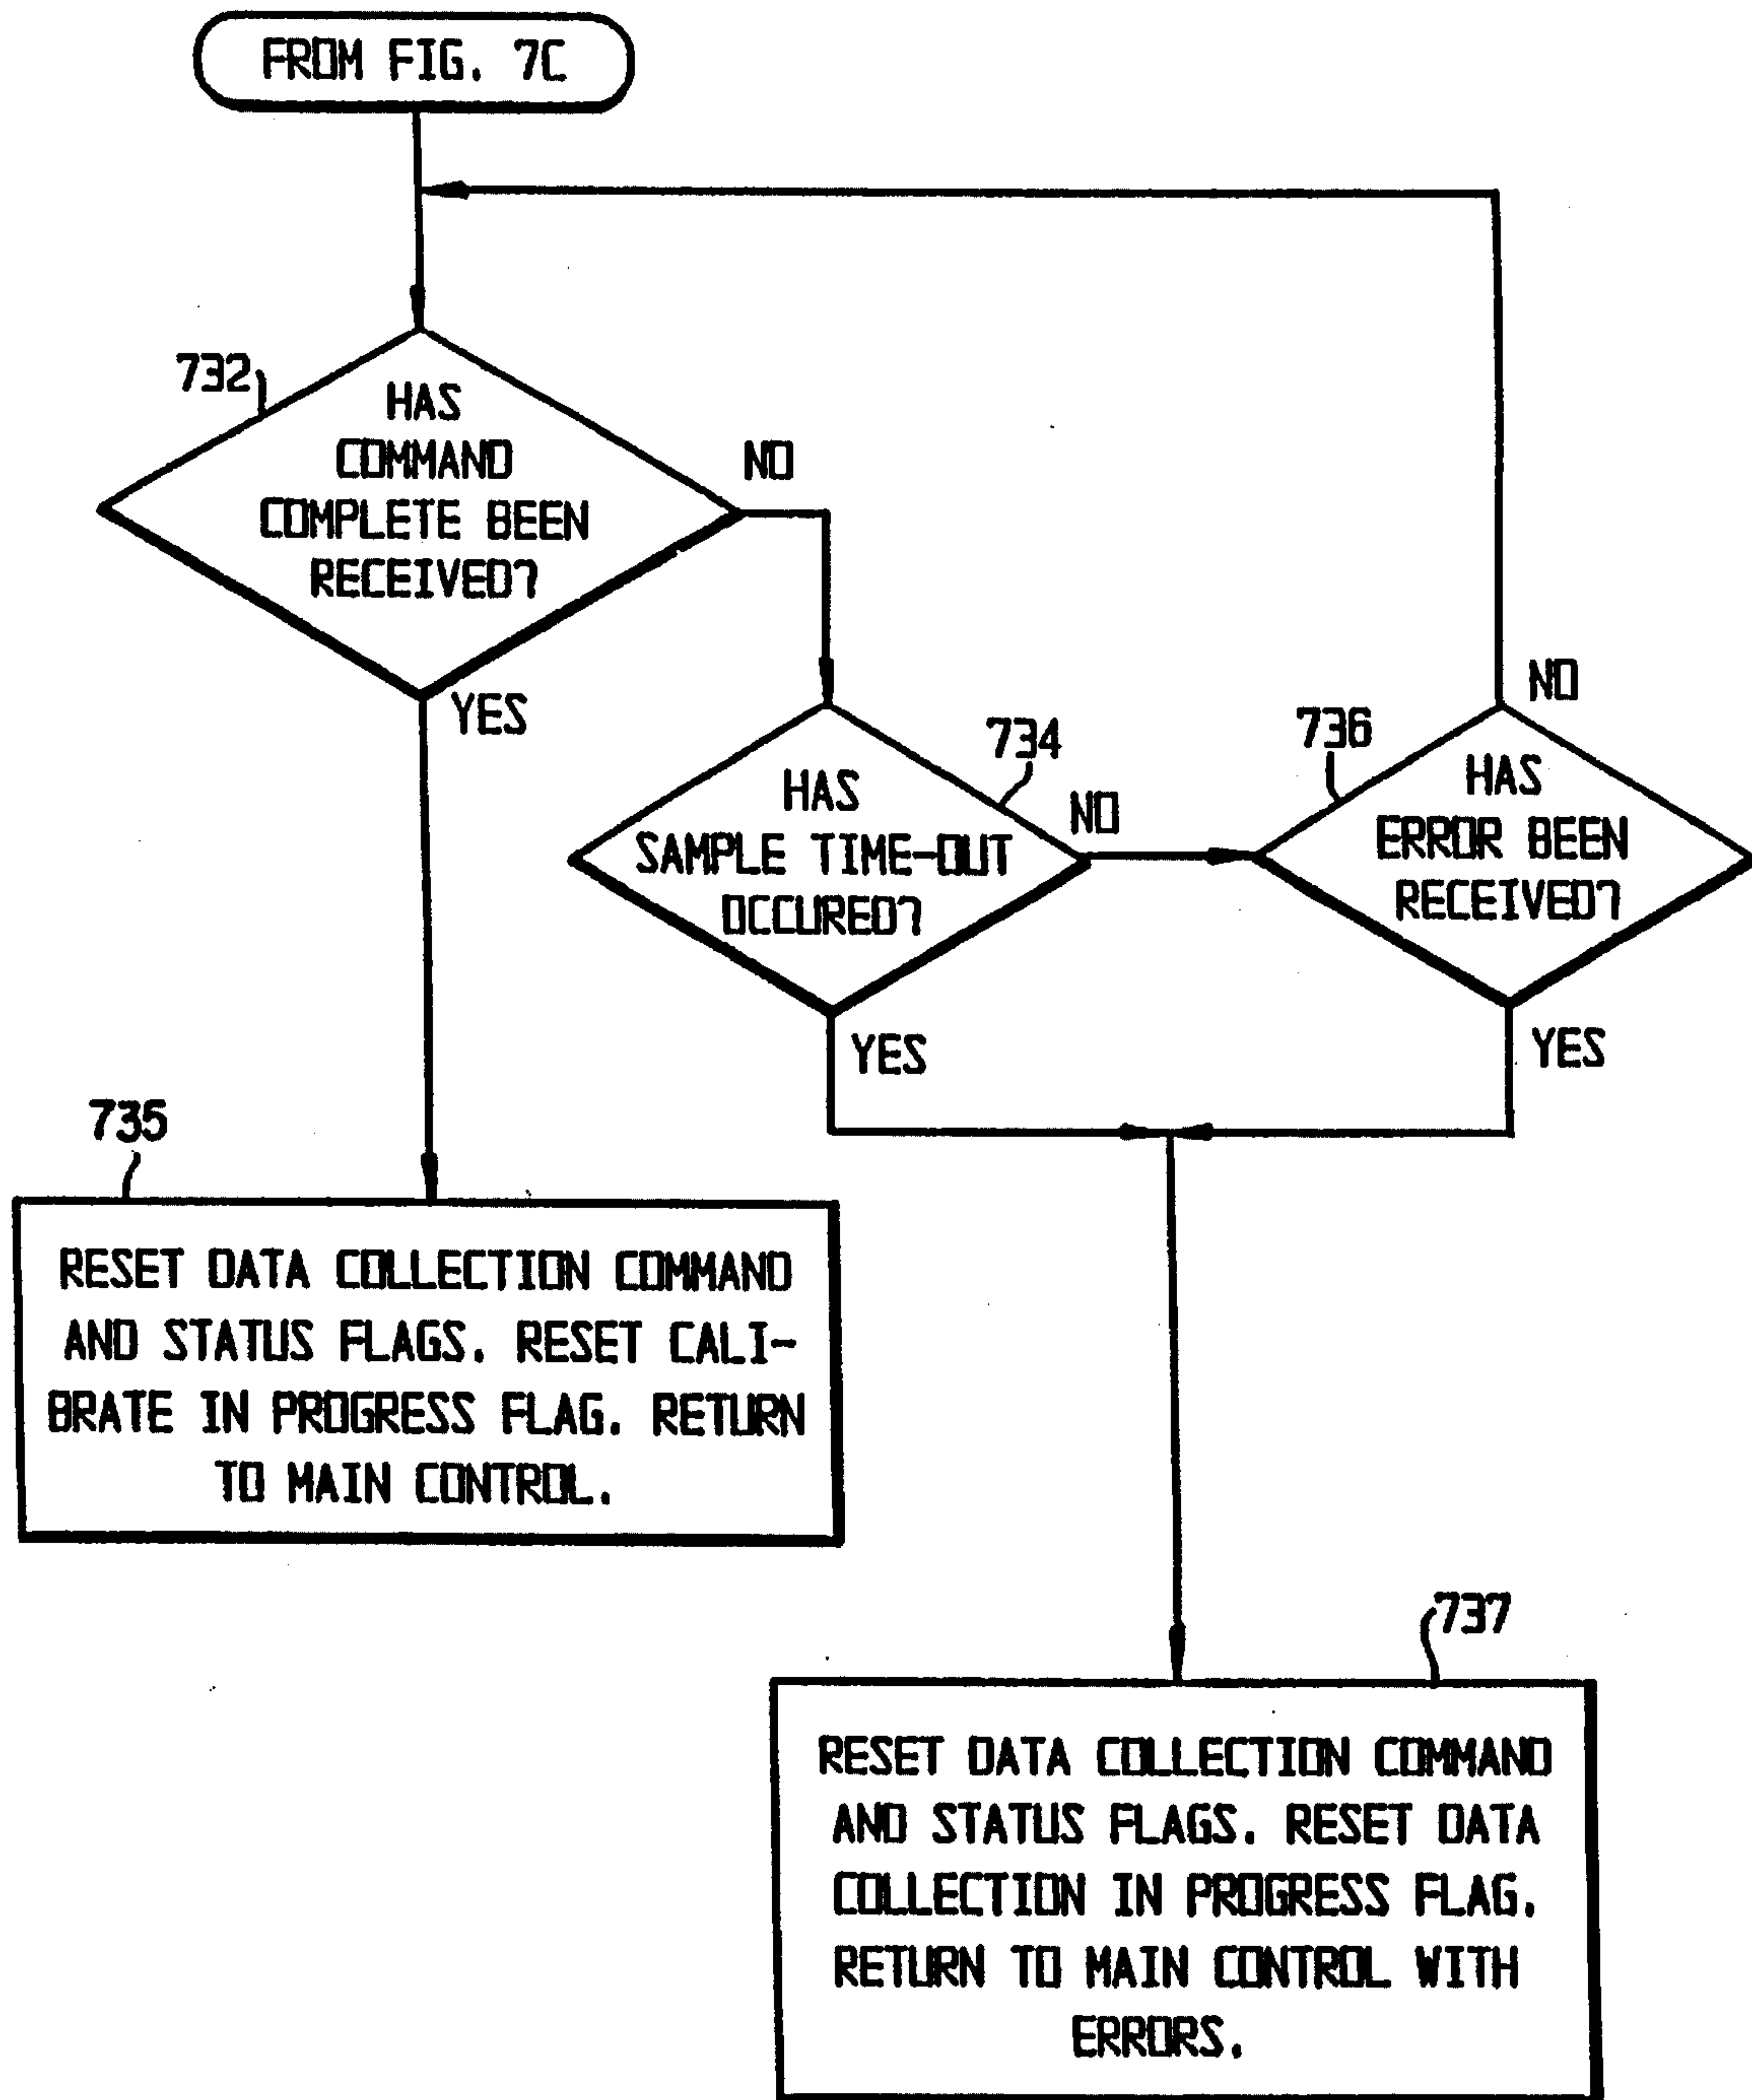 FROM FIG. 7C
732
HAS
COMMAND
COMPLETE BEEN
RECEIVED?
NO
YES
734
HAS
SAMPLE TIME-OUT
OCCURED?
NO
YES
736
HAS
ERROR BEEN
RECEIVED?
NO
YES
735
RESET DATA COLLECTION COMMAND
AND STATUS FLAGS. RESET CALI-
BRATE IN PROGRESS FLAG. RETURN
TO MAIN CONTROL.
737
RESET DATA COLLECTION COMMAND
AND STATUS FLAGS. RESET DATA
COLLECTION IN PROGRESS FLAG.
RETURN TO MAIN CONTROL WITH
ERRORS.